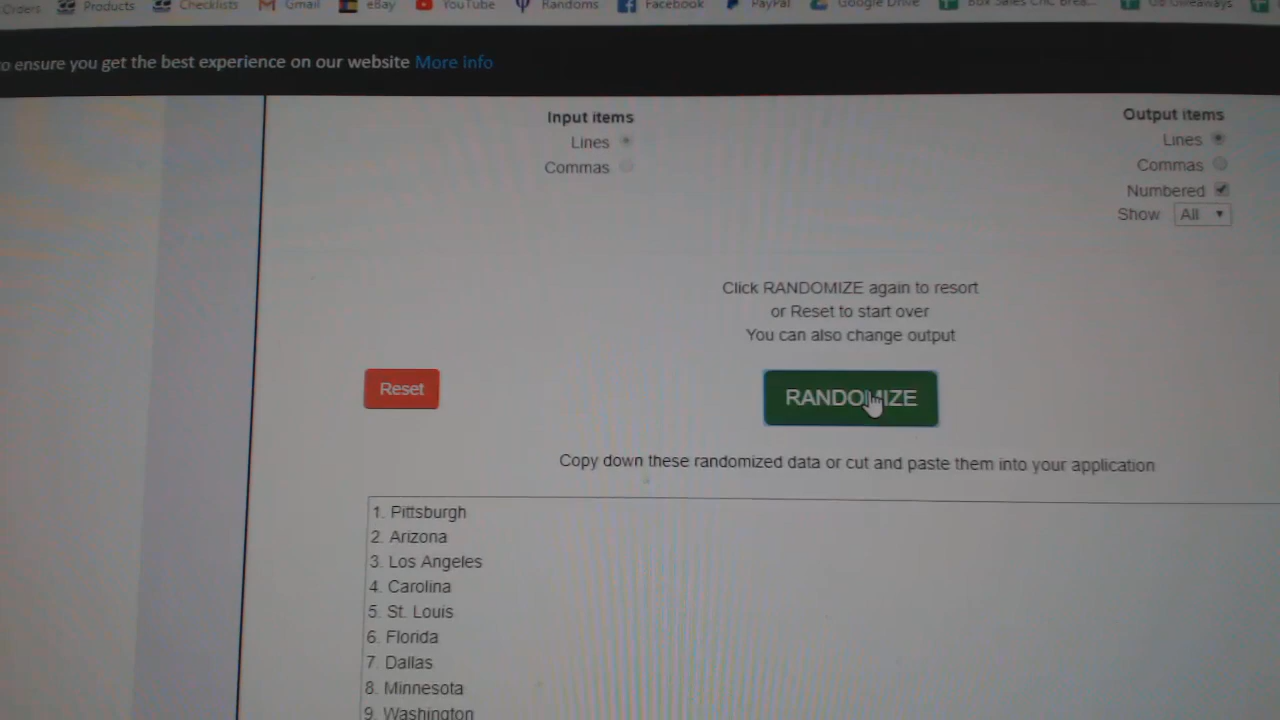 Orders Products Checklists Gmail eBay YouTube Randoms Facebook PayPal Google Drive Box Sales Chc Brea... Go Giveaways
to ensure you get the best experience on our website More info
Input items
Lines
Commas
Output items
Lines
Commas
Numbered
Show All
Click RANDOMIZE again to resort
or Reset to start over
You can also change output
Reset
RANDOMIZE
Copy down these randomized data or cut and paste them into your application
1. Pittsburgh
2. Arizona
3. Los Angeles
4. Carolina
5. St. Louis
6. Florida
7. Dallas
8. Minnesota
9. Washington